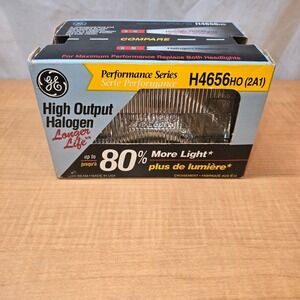 H4656HO
COMPARE
For Maximum Performance Replace Both Headlights
GE
Performance Series
Série Performance
H4656HO (2A1)
High Output
Halogen
Longer
Life**
up to
jusqu'à
80%
More Light*
plus de lumière*